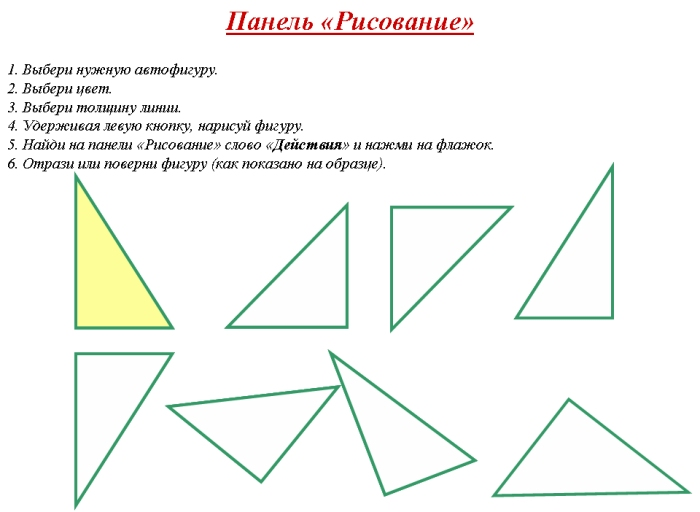 Панель «Рисование»
1. Выбери нужную автофигуру.
2. Выбери цвет.
3. Выбери толщину линии.
4. Удерживая левую кнопку, нарисуй фигуру.
5. Найди на панели «Рисование» слово «Действия» и нажми на флажок.
6. Отрази или поверни фигуру (как показано на образце).